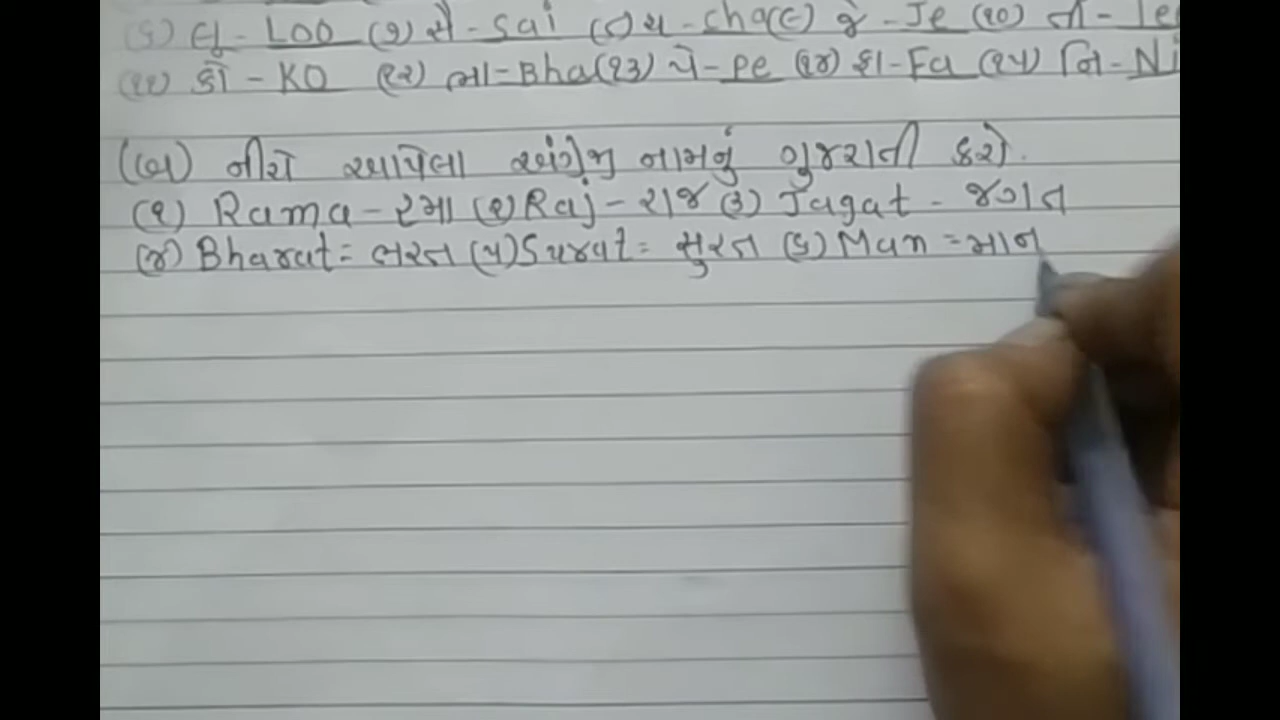 (૬) લુ - Loo (૭) સૈ - Sai (૮) ચ - Cha (૯) જે - Je (૧૦) તે - Te
(૧૧) કો - KO (૧૨) ભા - Bha (૧૩) પે - Pe (૧૪) ફા - Fa (૧૫) નિ - Ni
(બ) નીચે આપેલા અંગ્રેજી નામનું ગુજરાતી કરો.
(૧) Rama - રમા (૨) Raj - રાજ (૩) Jagat - જગત
(૪) Bharat = ભરત (૫) Surat = સુરત (૬) Man = માન